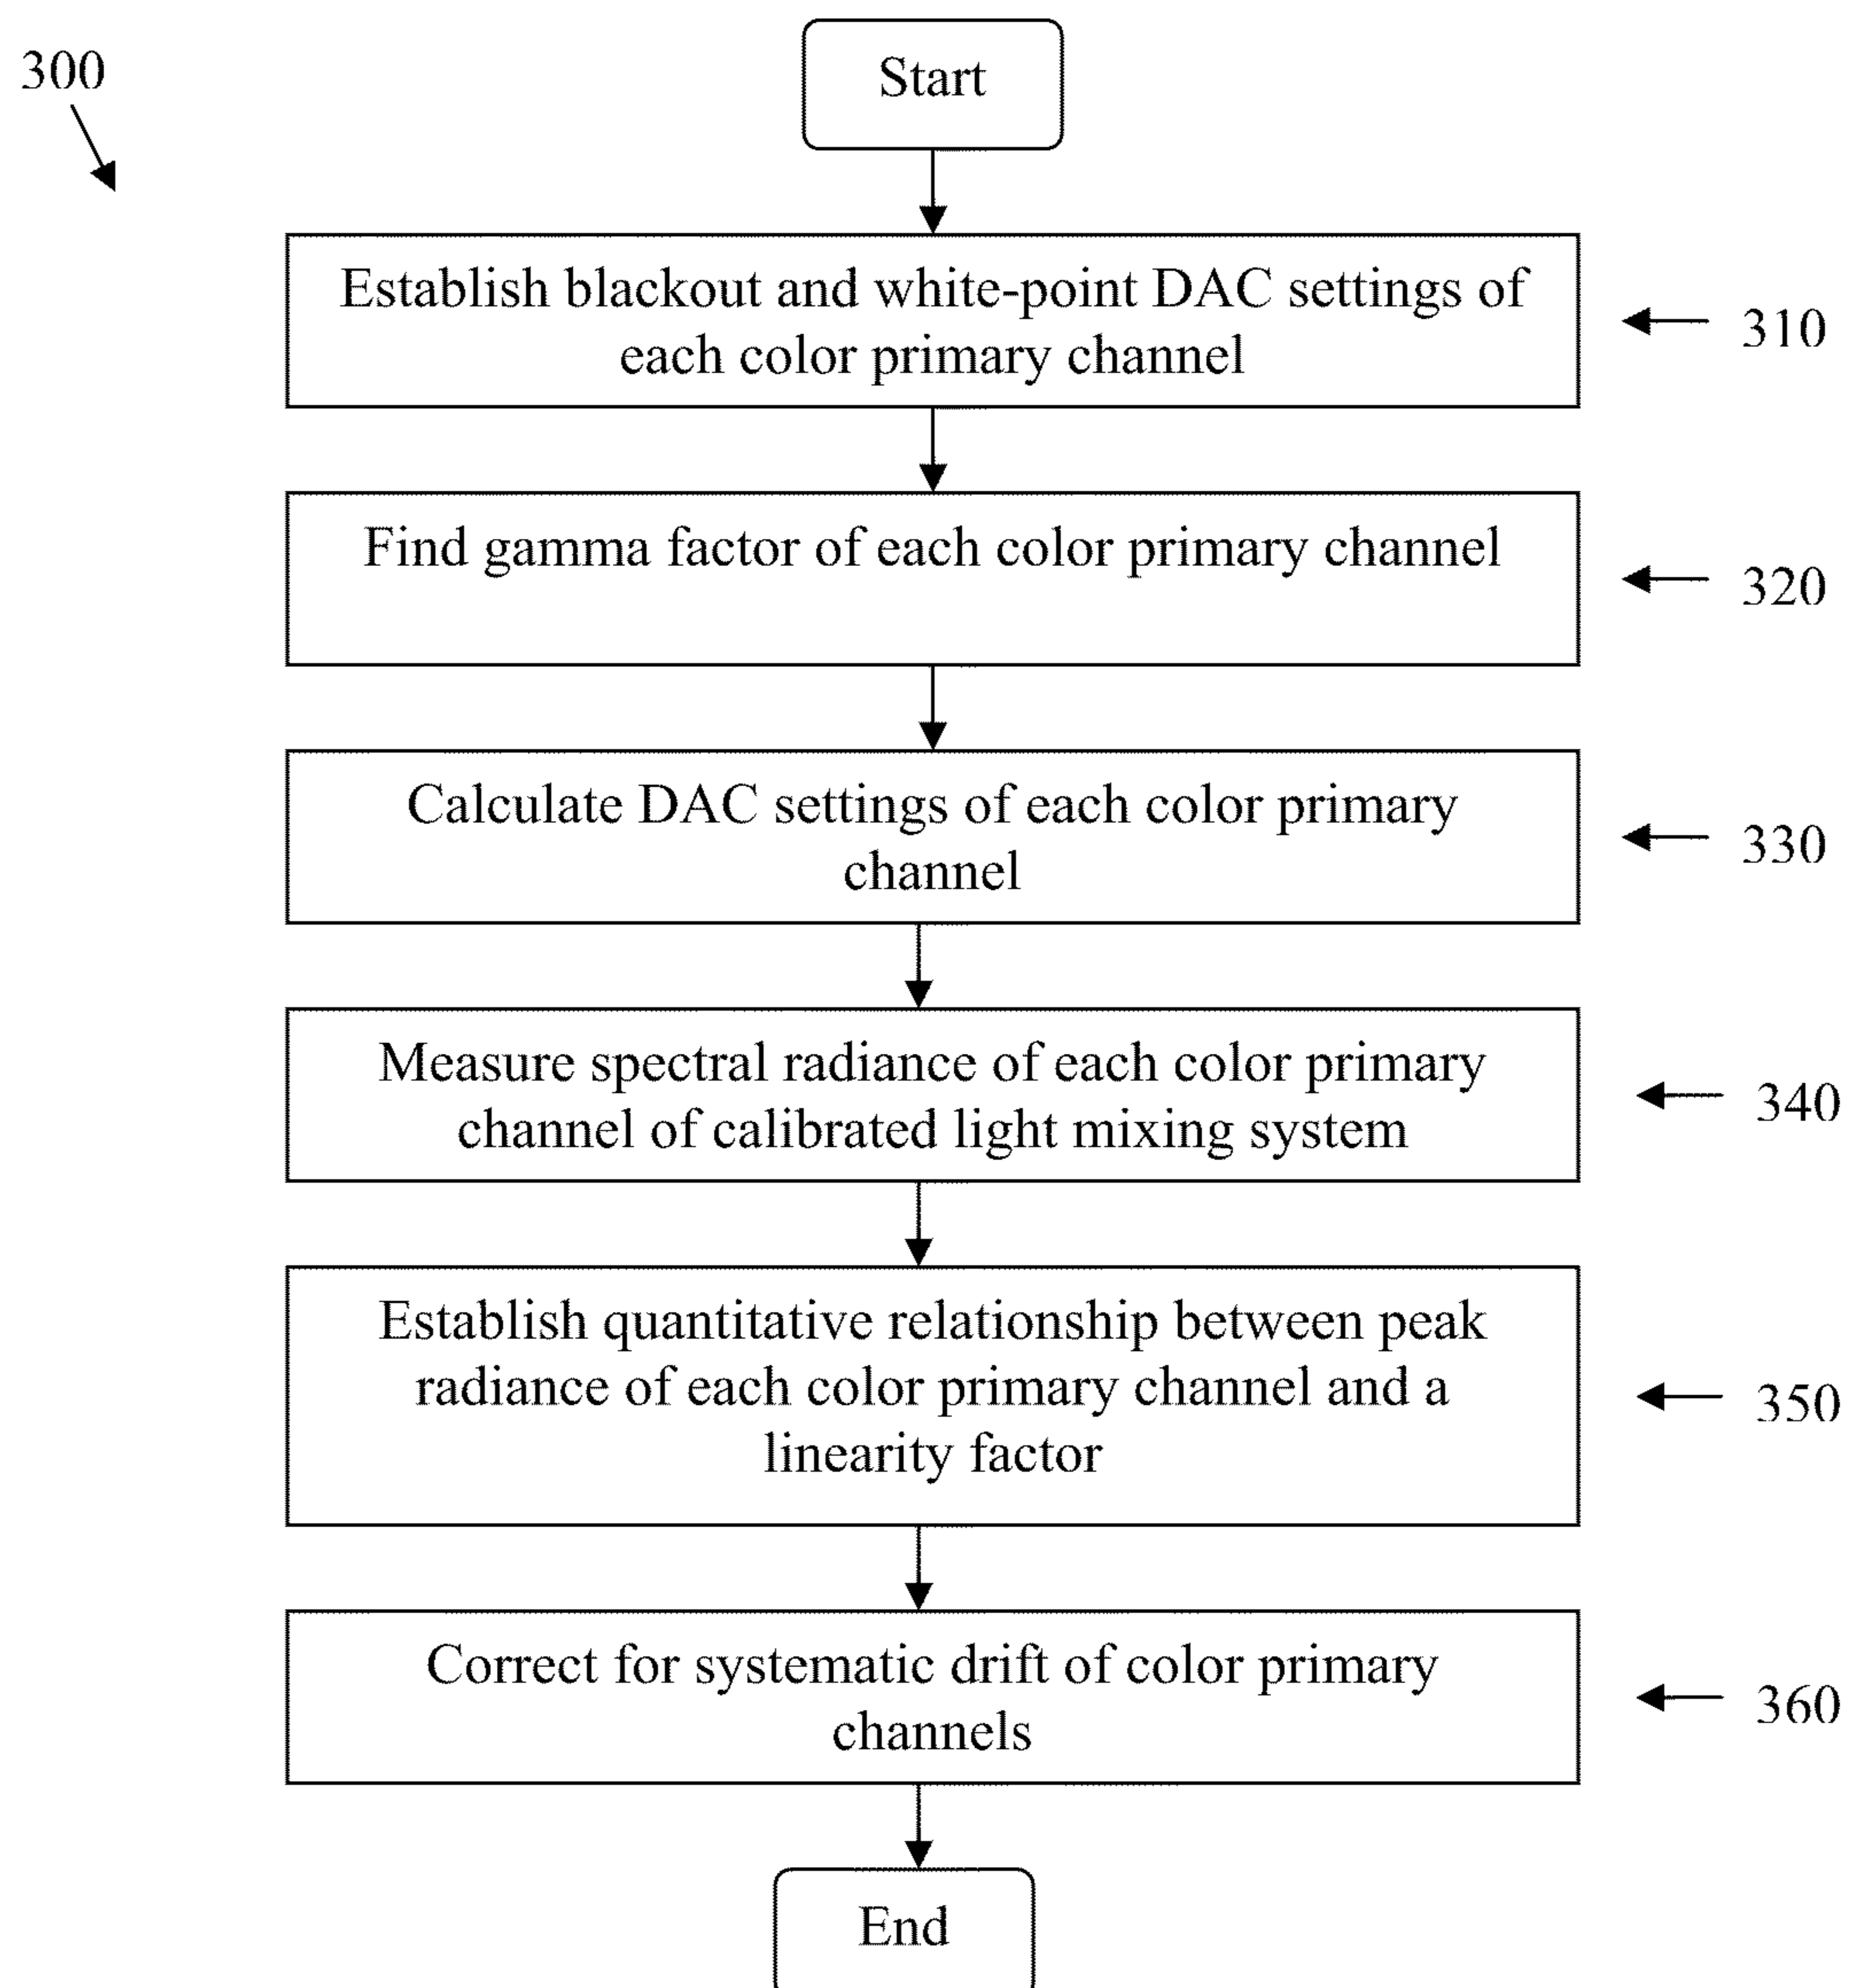 300
Start
Establish blackout and white-point DAC settings of
each color primary channel
310
Find gamma factor of each color primary channel
320
Calculate DAC settings of each color primary
channel
330
Measure spectral radiance of each color primary
channel of calibrated light mixing system
340
Establish quantitative relationship between peak
radiance of each color primary channel and a
linearity factor
350
Correct for systematic drift of color primary
channels
360
End